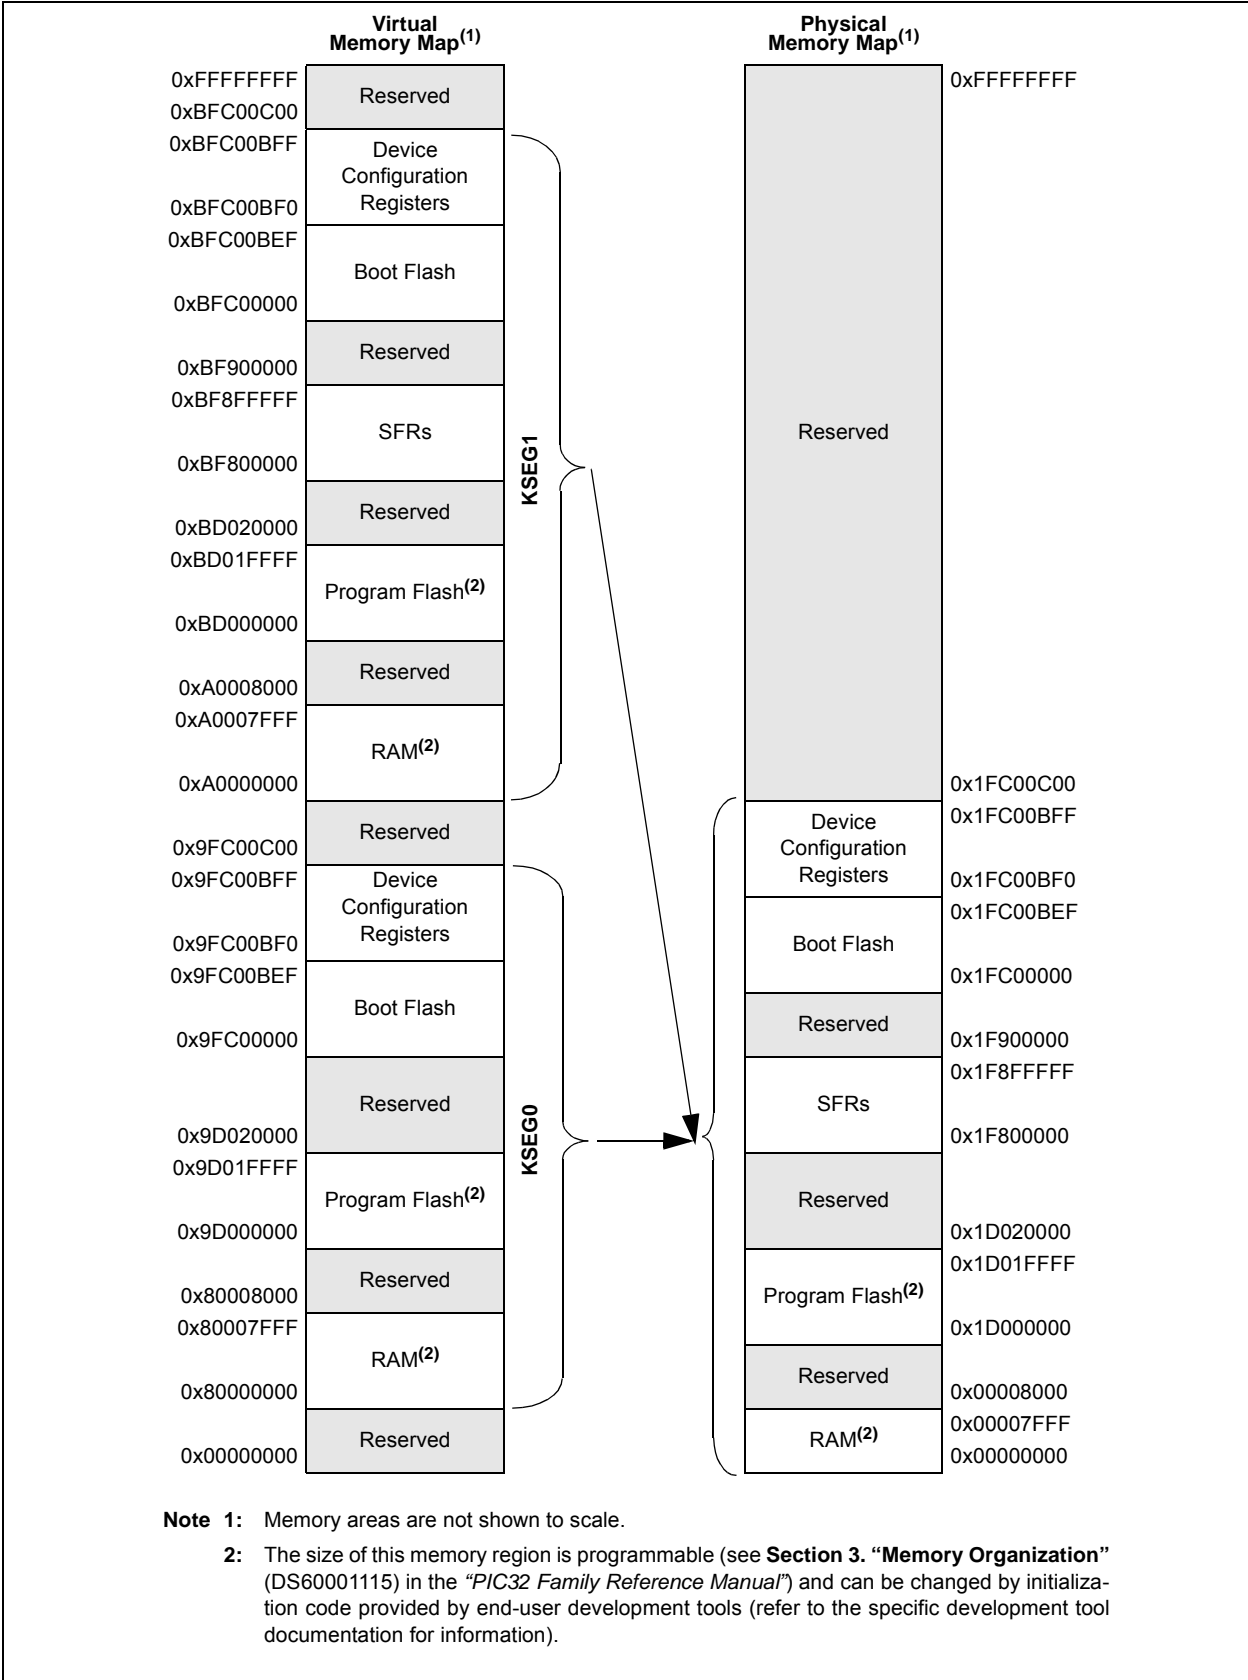 Virtual
Memory Map(1)
Physical
Memory Map(1)
0xFFFFFFFF
Reserved
0xBFC00C00
0xBFC00BFF
Device
Configuration
Registers
0xBFC00BF0
0xBFC00BEF
Boot Flash
0xBFC00000
Reserved
0xBF900000
0xBF8FFFFF
SFRs
0xBF800000
Reserved
0xBD020000
0xBD01FFFF
Program Flash(2)
0xBD000000
Reserved
0xA0008000
0xA0007FFF
RAM(2)
0xA0000000
KSEG1
Reserved
0x9FC00C00
0x9FC00BFF
Device
Configuration
Registers
0x9FC00BF0
0x9FC00BEF
Boot Flash
0x9FC00000
Reserved
0x9D020000
0x9D01FFFF
Program Flash(2)
0x9D000000
Reserved
0x80008000
0x80007FFF
RAM(2)
0x80000000
KSEG0
Reserved
0x00000000
0xFFFFFFFF
Reserved
0x1FC00C00
0x1FC00BFF
Device
Configuration
Registers
0x1FC00BF0
0x1FC00BEF
Boot Flash
0x1FC00000
Reserved
0x1F900000
0x1F8FFFFF
SFRs
0x1F800000
Reserved
0x1D020000
0x1D01FFFF
Program Flash(2)
0x1D000000
Reserved
0x00008000
0x00007FFF
RAM(2)
0x00000000
Note 1: Memory areas are not shown to scale.
2: The size of this memory region is programmable (see Section 3. “Memory Organization”
(DS60001115) in the “PIC32 Family Reference Manual”) and can be changed by initializa-
tion code provided by end-user development tools (refer to the specific development tool
documentation for information).